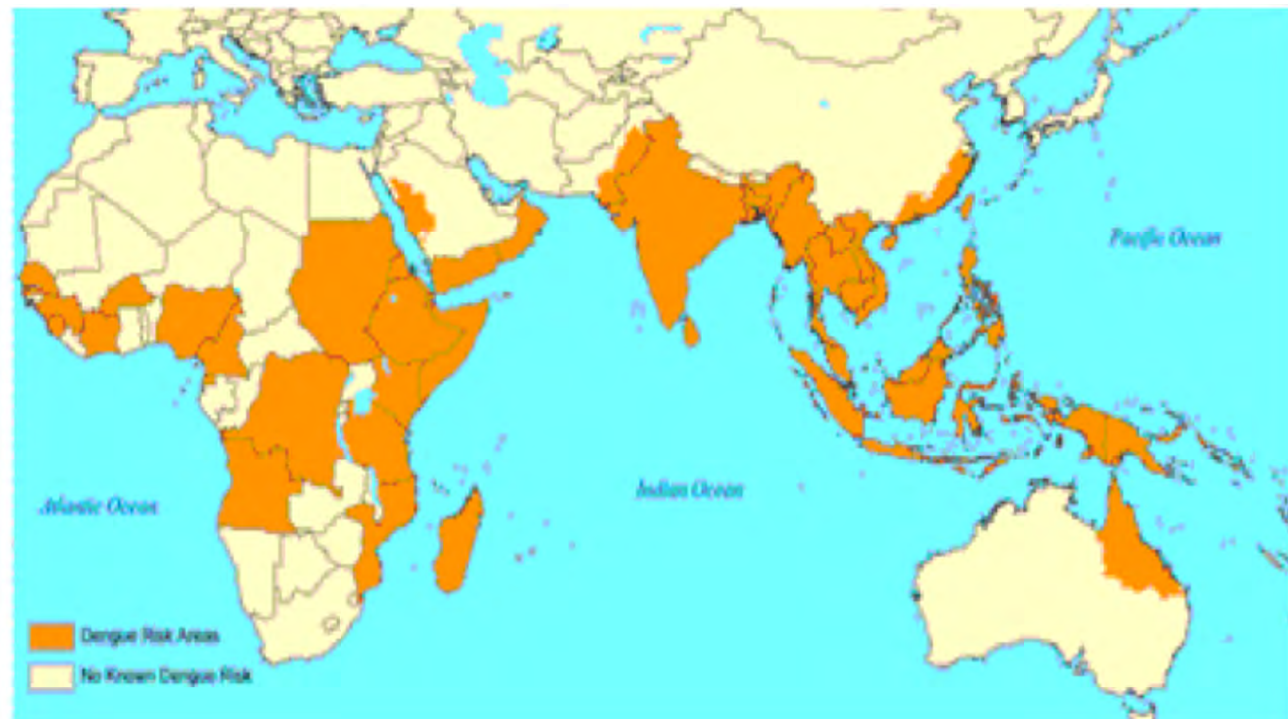 Pacific Ocean
Indian Ocean
Atlantic Ocean
Dengue Risk Areas
No Known Dengue Risk